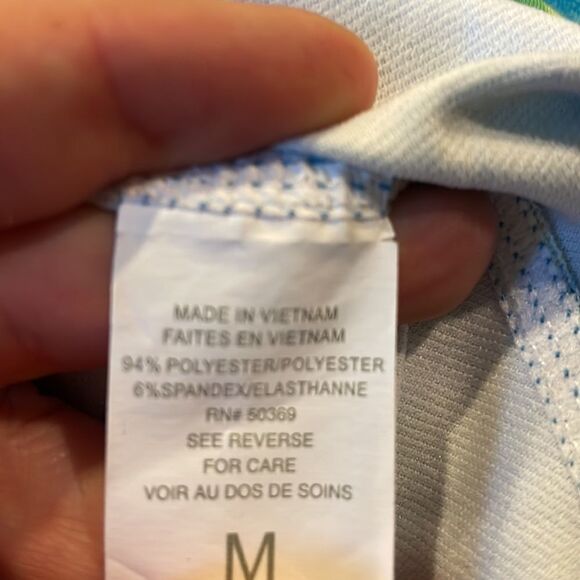 MADE IN VIETNAM
FAITES EN VIETNAM
94% POLYESTER/POLYESTER
6%SPANDEX/ELASTHANNE
RN# 50369
SEE REVERSE
FOR CARE
VOIR AU DOS DE SOINS
M